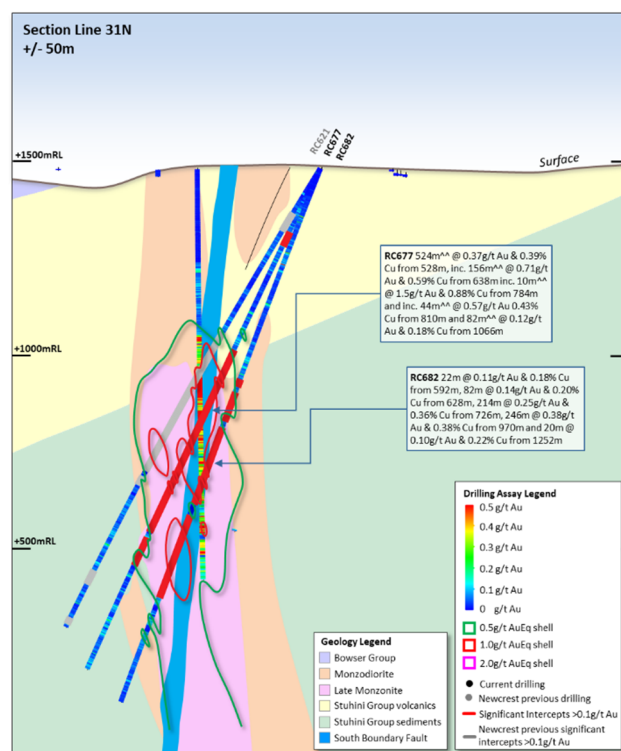 Section Line 31N
+/- 50m
RC621
RC677
RC682
+1500mRL
Surface
RC677 524m^^ @ 0.37g/t Au & 0.39%
Cu from 528m, inc. 156m^^ @ 0.71g/t
Au & 0.59% Cu from 638m inc. 10m^^
@ 1.5g/t Au & 0.88% Cu from 784m
and inc. 44m^^ @ 0.57g/t Au 0.43%
Cu from 810m and 82m^^ @ 0.12g/t
Au & 0.18% Cu from 1066m
+1000mRL
RC682 22m @ 0.11g/t Au & 0.18% Cu
from 592m, 82m @ 0.14g/t Au & 0.20%
Cu from 628m, 214m @ 0.25g/t Au &
0.36% Cu from 726m, 246m @ 0.38g/t
Au & 0.38% Cu from 970m and 20m @
0.10g/t Au & 0.22% Cu from 1252m
+500mRL
Drilling Assay Legend
0.5 g/t Au
0.4 g/t Au
0.3 g/t Au
0.2 g/t Au
0.1 g/t Au
0 g/t Au
0.5g/t AuEq shell
1.0g/t AuEq shell
2.0g/t AuEq shell
Current drilling
Newcrest previous drilling
Significant Intercepts >0.1g/t Au
Newcrest previous significant
intercepts >0.1g/t Au
Geology Legend
Bowser Group
Monzodiorite
Late Monzonite
Stuhini Group volcanics
Stuhini Group sediments
South Boundary Fault